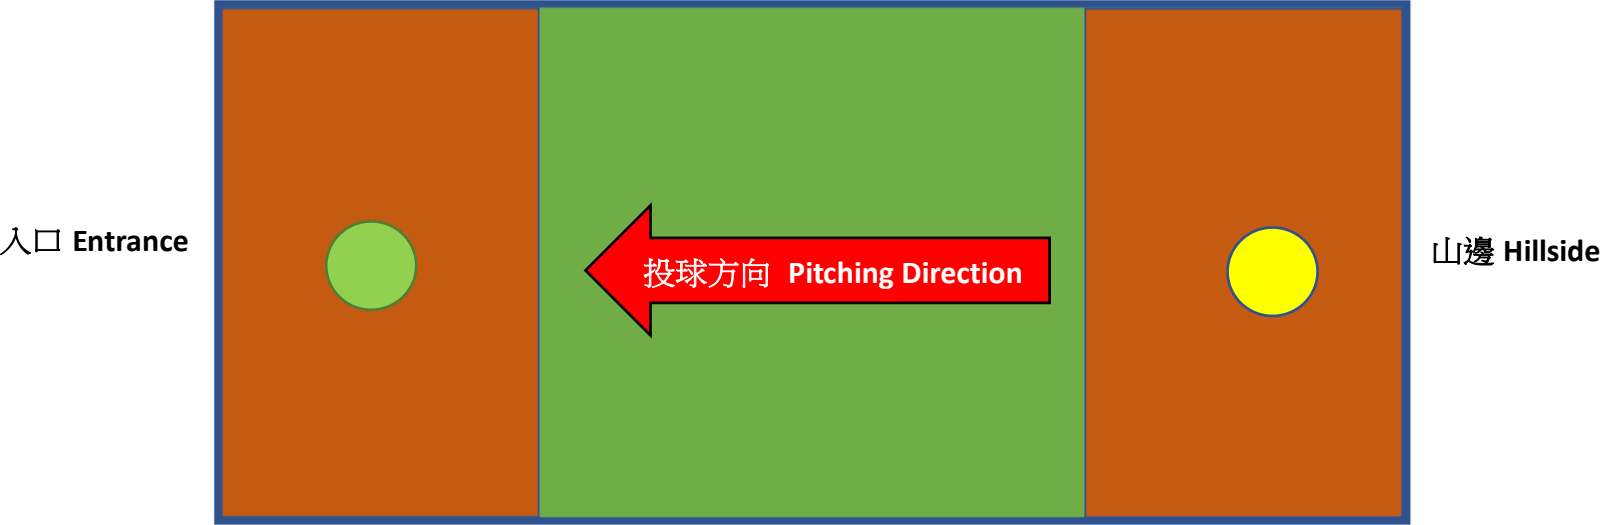 入口 Entrance
投球方向 Pitching Direction
山邊 Hillside